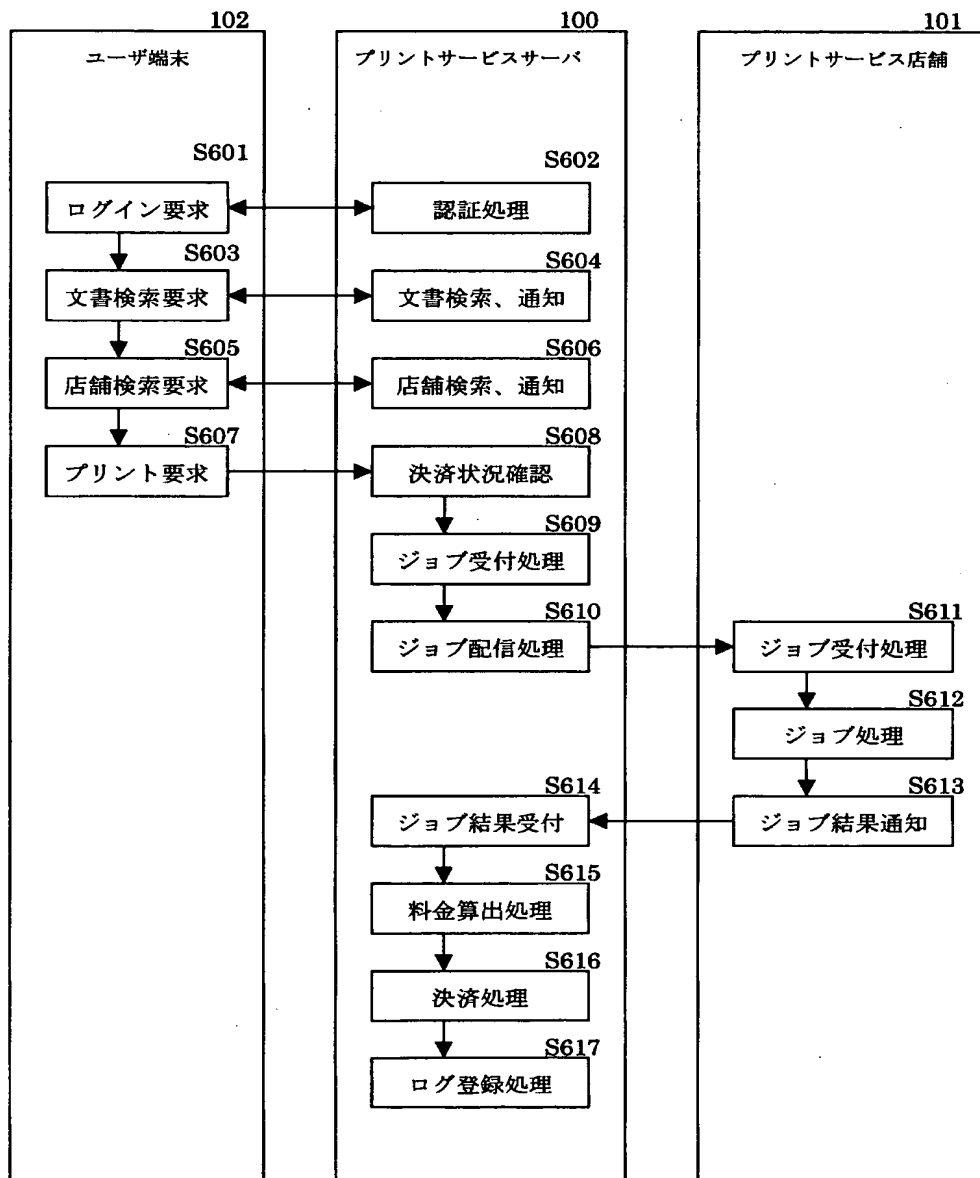 102
100
101
ユーザ端末
プリントサービスサーバ
プリントサービス店舗
S601
S602
ログイン要求
認証処理
S603
S604
文書検索要求
文書検索、通知
S605
S606
店舗検索要求
店舗検索、通知
S607
S608
プリント要求
決済状況確認
S609
ジョブ受付処理
S610
S611
ジョブ配信処理
ジョブ受付処理
S612
ジョブ処理
S614
S613
ジョブ結果受付
ジョブ結果通知
S615
料金算出処理
S616
決済処理
S617
ログ登録処理